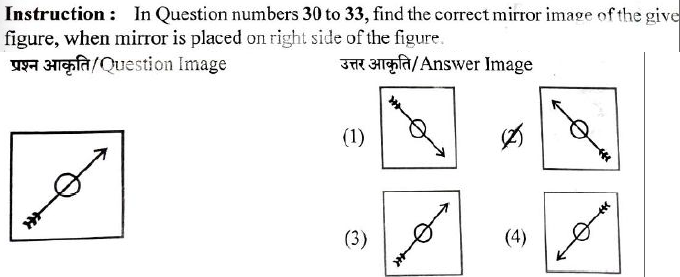 Instruction : In Question numbers 30 to 33, find the correct mirror image of the give
figure, when mirror is placed on right side of the figure.
प्रश्न आकृति/Question Image
उत्तर आकृति/Answer Image
(1)
(2)
(3)
(4)